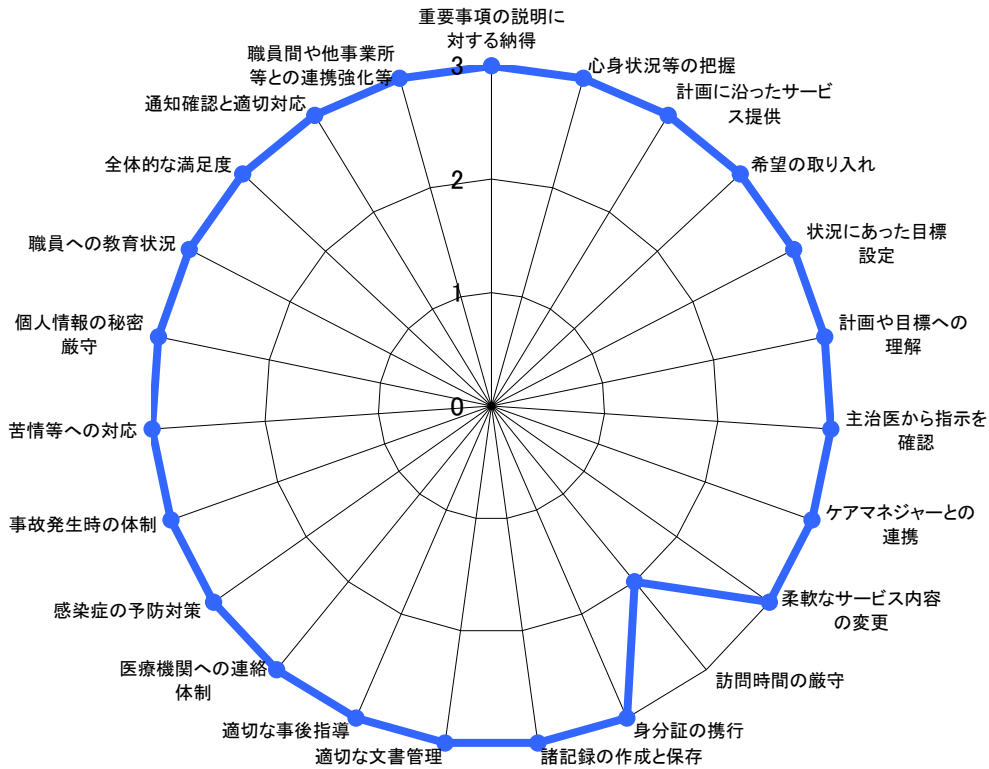 重要事項の説明に
対する納得
心身状況等の把握
計画に沿ったサービ
ス提供
希望の取り入れ
状況にあった目標
設定
計画や目標への
理解
主治医から指示を
確認
ケアマネジャーとの
連携
柔軟なサービス内容
の変更
訪問時間の厳守
身分証の携行
諸記録の作成と保存
適切な文書管理
適切な事後指導
医療機関への連絡
体制
感染症の予防対策
事故発生時の体制
苦情等への対応
個人情報の秘密
厳守
職員への教育状況
全体的な満足度
通知確認と適切対応
職員間や他事業所
等との連携強化等
3
2
1
0